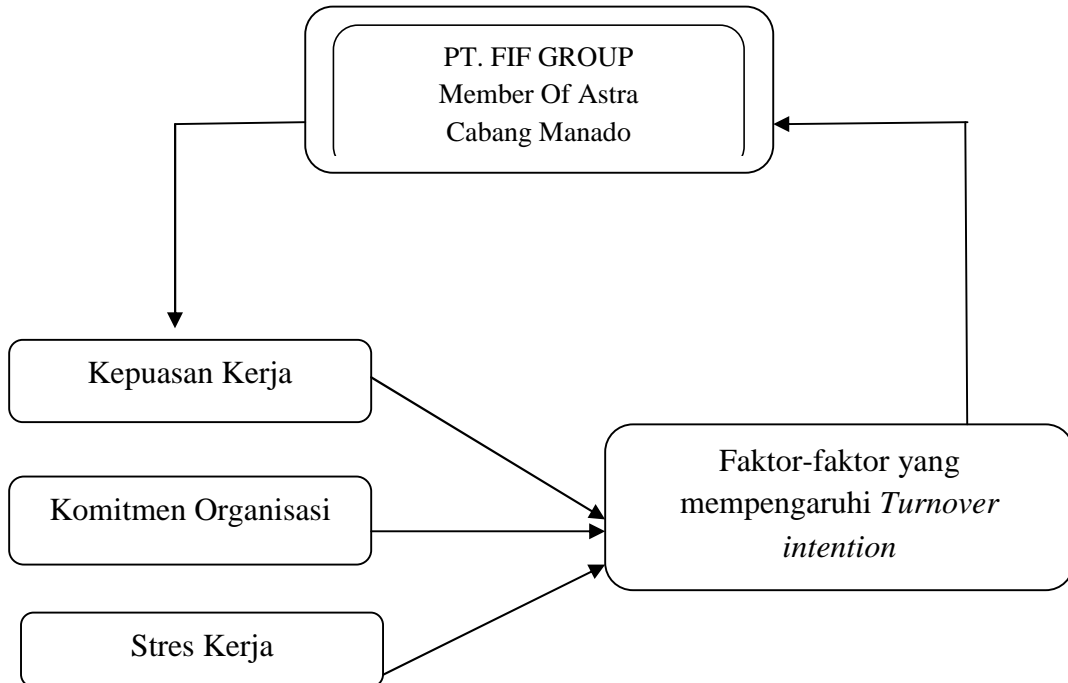 PT. FIF GROUP
Member Of Astra
Cabang Manado
Kepuasan Kerja
Komitmen Organisasi
Stres Kerja
Faktor-faktor yang
mempengaruhi Turnover
intention